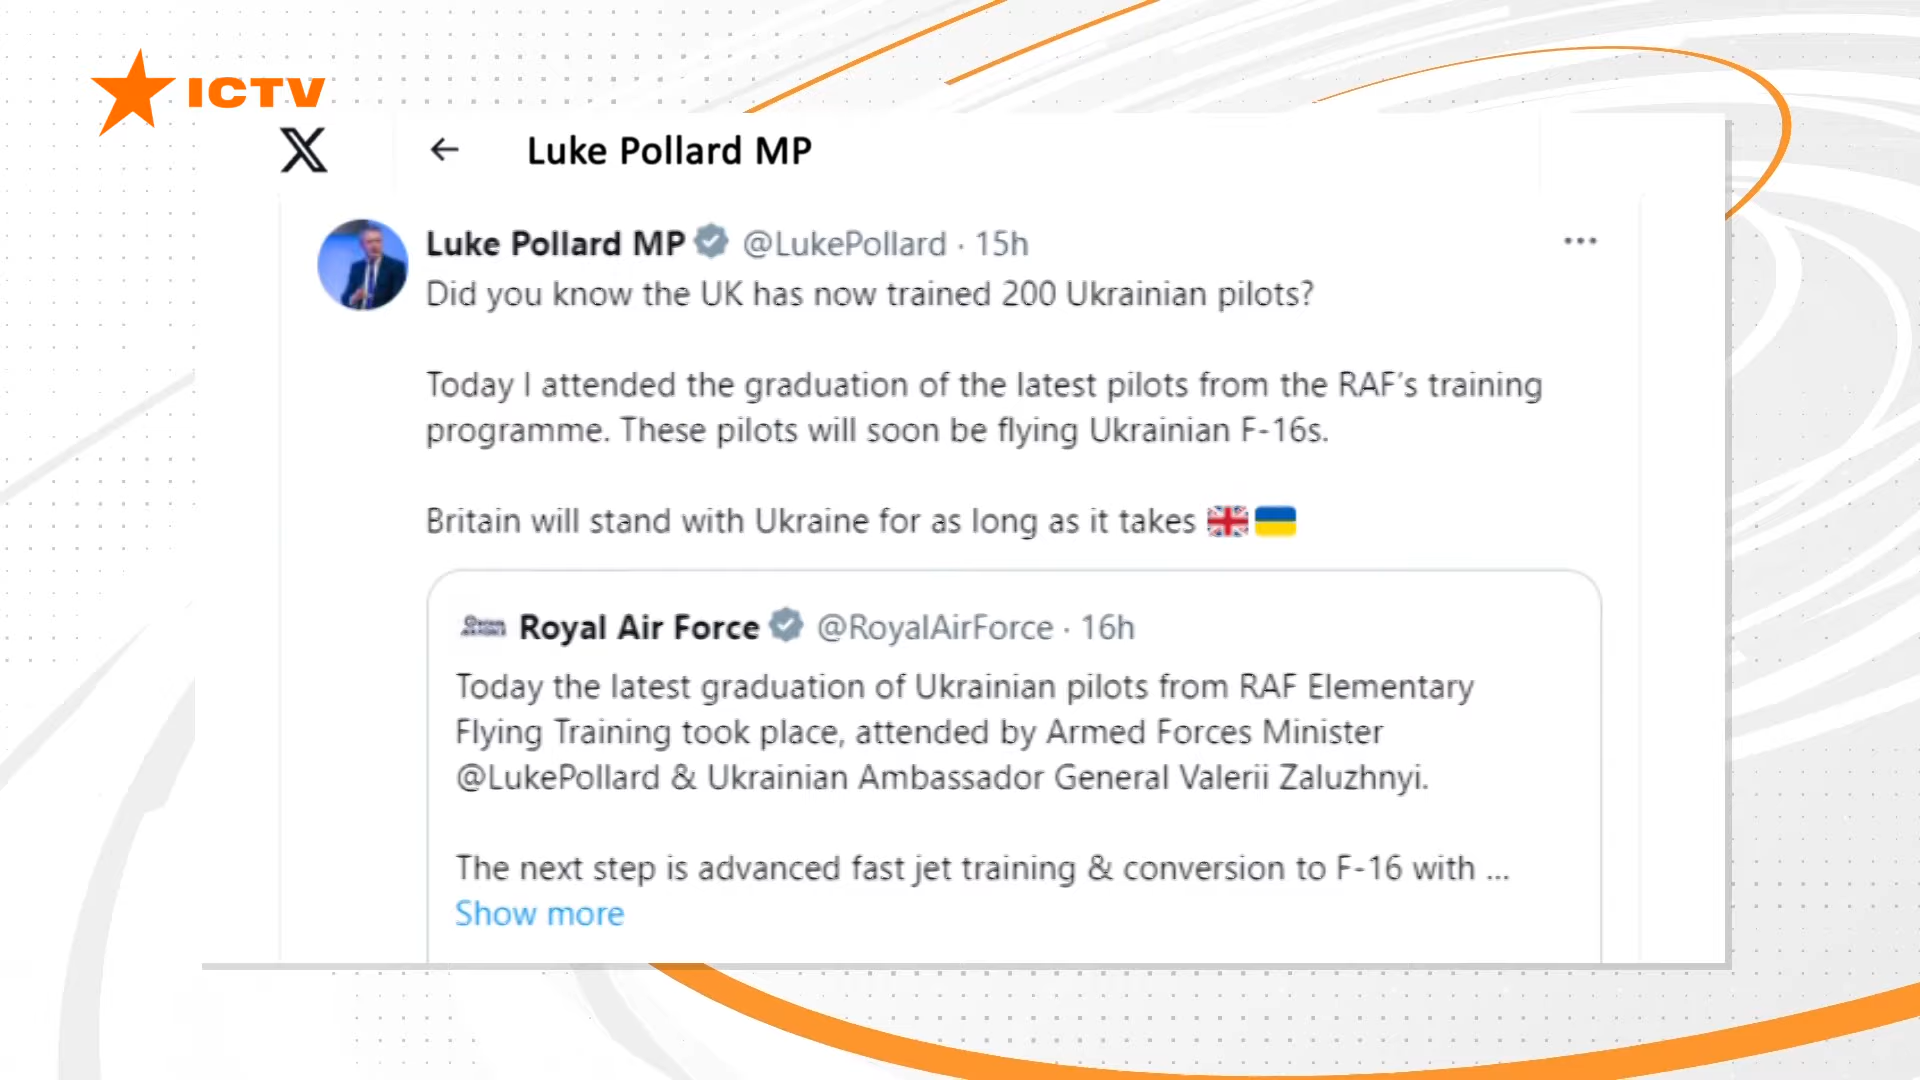 ICTV
X
Luke Pollard MP
Luke Pollard MP @LukePollard · 15h
Did you know the UK has now trained 200 Ukrainian pilots?
Today I attended the graduation of the latest pilots from the RAF's training
programme. These pilots will soon be flying Ukrainian F-16s.
Britain will stand with Ukraine for as long as it takes 🇬🇧🇺🇦
Royal Air Force @RoyalAirForce · 16h
Today the latest graduation of Ukrainian pilots from RAF Elementary
Flying Training took place, attended by Armed Forces Minister
@LukePollard & Ukrainian Ambassador General Valerii Zaluzhnyi.
The next step is advanced fast jet training & conversion to F-16 with ...
Show more